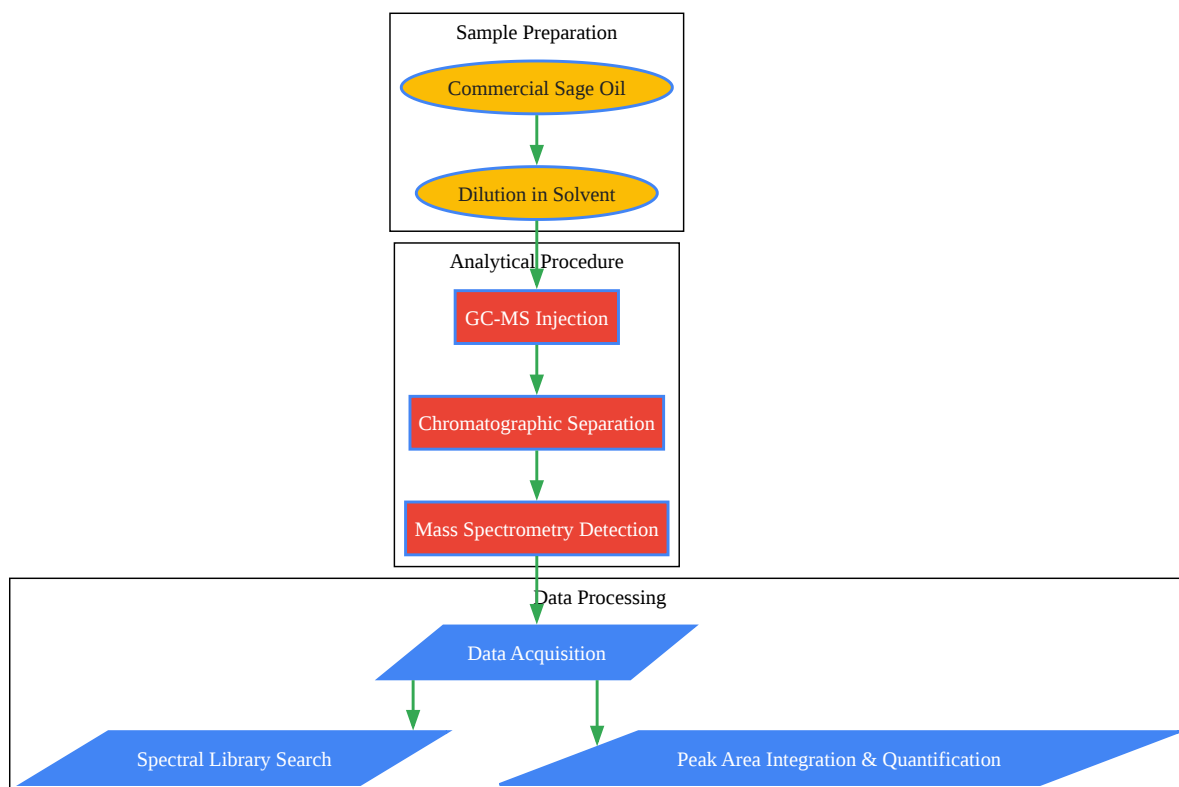 Sample Preparation
Commercial Sage Oil
Dilution in Solvent
Analytical Procedure
GC-MS Injection
Chromatographic Separation
Mass Spectrometry Detection
Data Processing
Data Acquisition
Spectral Library Search
Peak Area Integration & Quantification